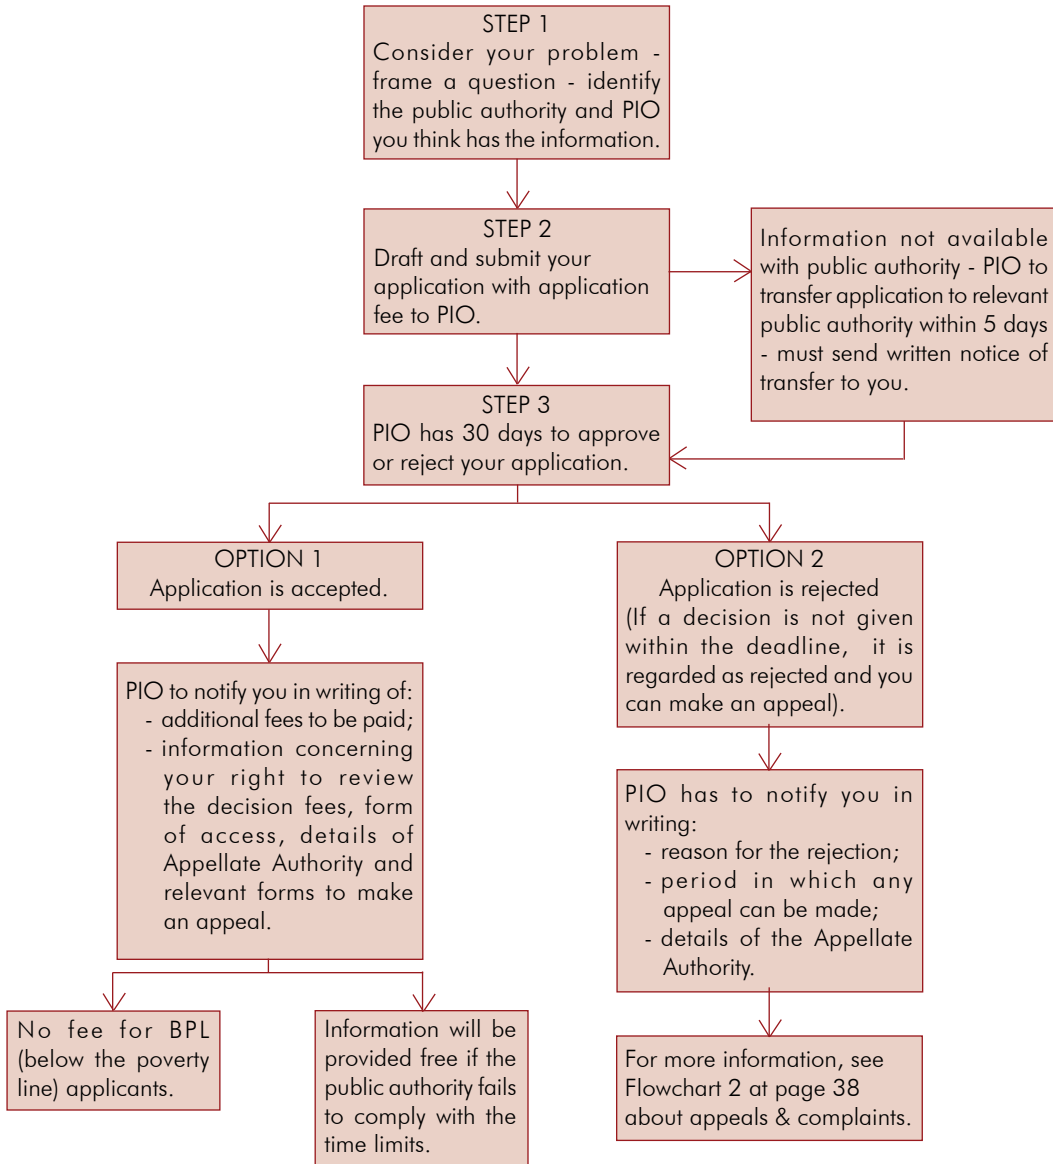 STEP 1
Consider your problem -
frame a question - identify
the public authority and PIO
you think has the information.
STEP 2
Draft and submit your
application with application
fee to PIO.
Information not available
with public authority - PIO to
transfer application to relevant
public authority within 5 days
- must send written notice of
transfer to you.
STEP 3
PIO has 30 days to approve
or reject your application.
OPTION 1
Application is accepted.
PIO to notify you in writing of:
- additional fees to be paid;
- information concerning
your right to review
the decision fees, form
of access, details of
Appellate Authority and
relevant forms to make
an appeal.
No fee for BPL
(below the poverty
line) applicants.
Information will be
provided free if the
public authority fails
to comply with the
time limits.
OPTION 2
Application is rejected
(If a decision is not given
within the deadline, it is
regarded as rejected and you
can make an appeal).
PIO has to notify you in
writing:
- reason for the rejection;
- period in which any
appeal can be made;
- details of the Appellate
Authority.
For more information, see
Flowchart 2 at page 38
about appeals & complaints.